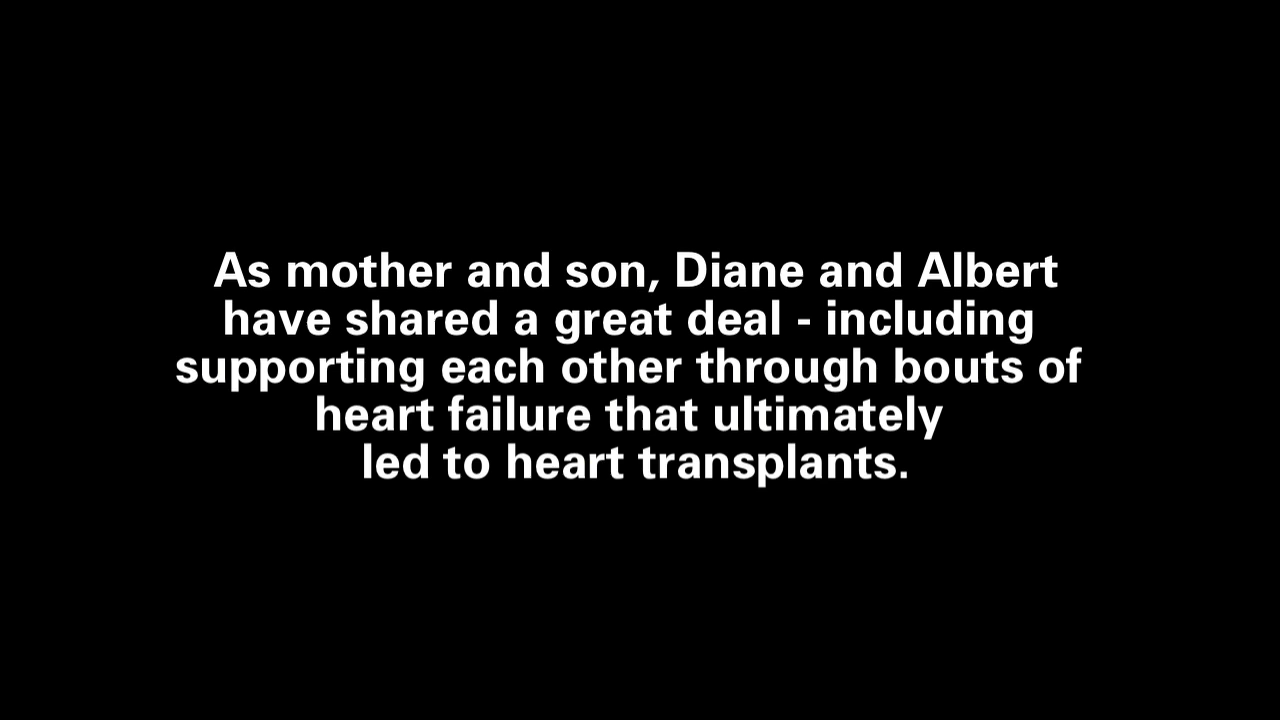 As mother and son, Diane and Albert
have shared a great deal - including
supporting each other through bouts of
heart failure that ultimately
led to heart transplants.